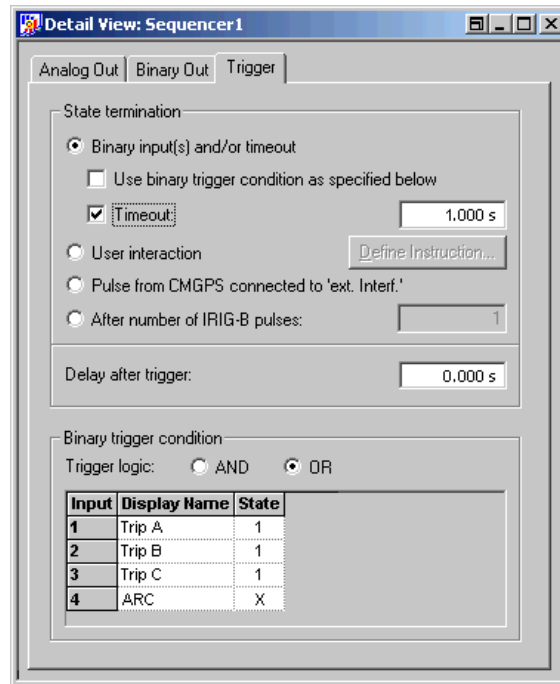 Detail View: Sequencer1
Analog Out Binary Out Trigger
State termination
Binary input(s) and/or timeout
Use binary trigger condition as specified below
Timeout: 1.000 s
User interaction Define Instruction...
Pulse from CMGPS connected to 'ext. Interf.'
After number of IRIG-B pulses: 1
Delay after trigger: 0.000 s
Binary trigger condition
Trigger logic: AND OR
Input Display Name State
1 Trip A 1
2 Trip B 1
3 Trip C 1
4 ARC X